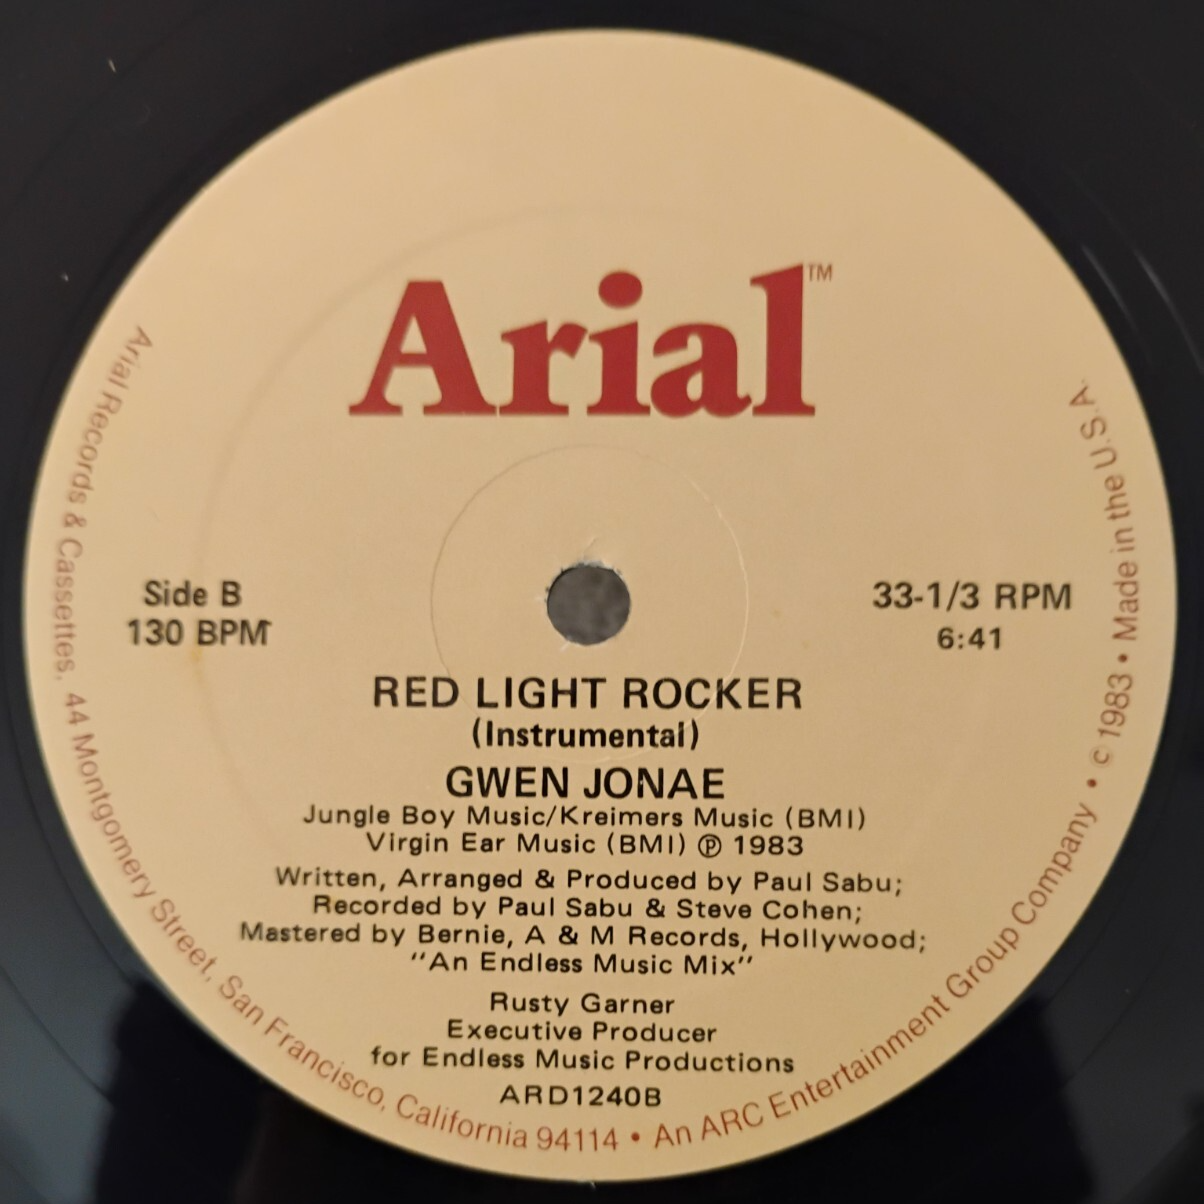 Arial™
Side B
130 BPM
33-1/3 RPM
6:41
RED LIGHT ROCKER
(Instrumental)
GWEN JONAE
Jungle Boy Music/Kreimers Music (BMI)
Virgin Ear Music (BMI) ℗ 1983
Written, Arranged & Produced by Paul Sabu;
Recorded by Paul Sabu & Steve Cohen;
Mastered by Bernie, A & M Records, Hollywood;
"An Endless Music Mix"
Rusty Garner
Executive Producer
for Endless Music Productions
ARD1240B
Arial Records & Cassettes, 44 Montgomery Street, San Francisco, California 94114 • An ARC Entertainment Group Company • © 1983 • Made in the U.S.A.